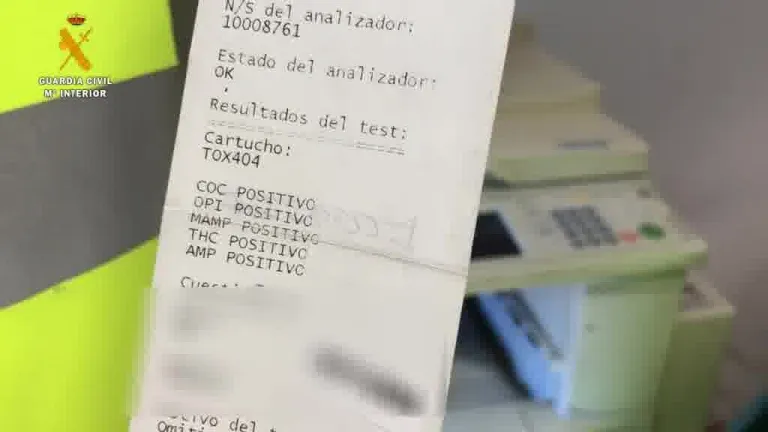 GUARDIA CIVIL
M. INTERIOR
N/S del analizador:
10008761
Estado del analizador:
OK
Resultados del test:
Cartucho:
TOX404
COC POSITIVO
OPI POSITIVO
MAMP POSITIVO
THC POSITIVO
AMP POSITIVO